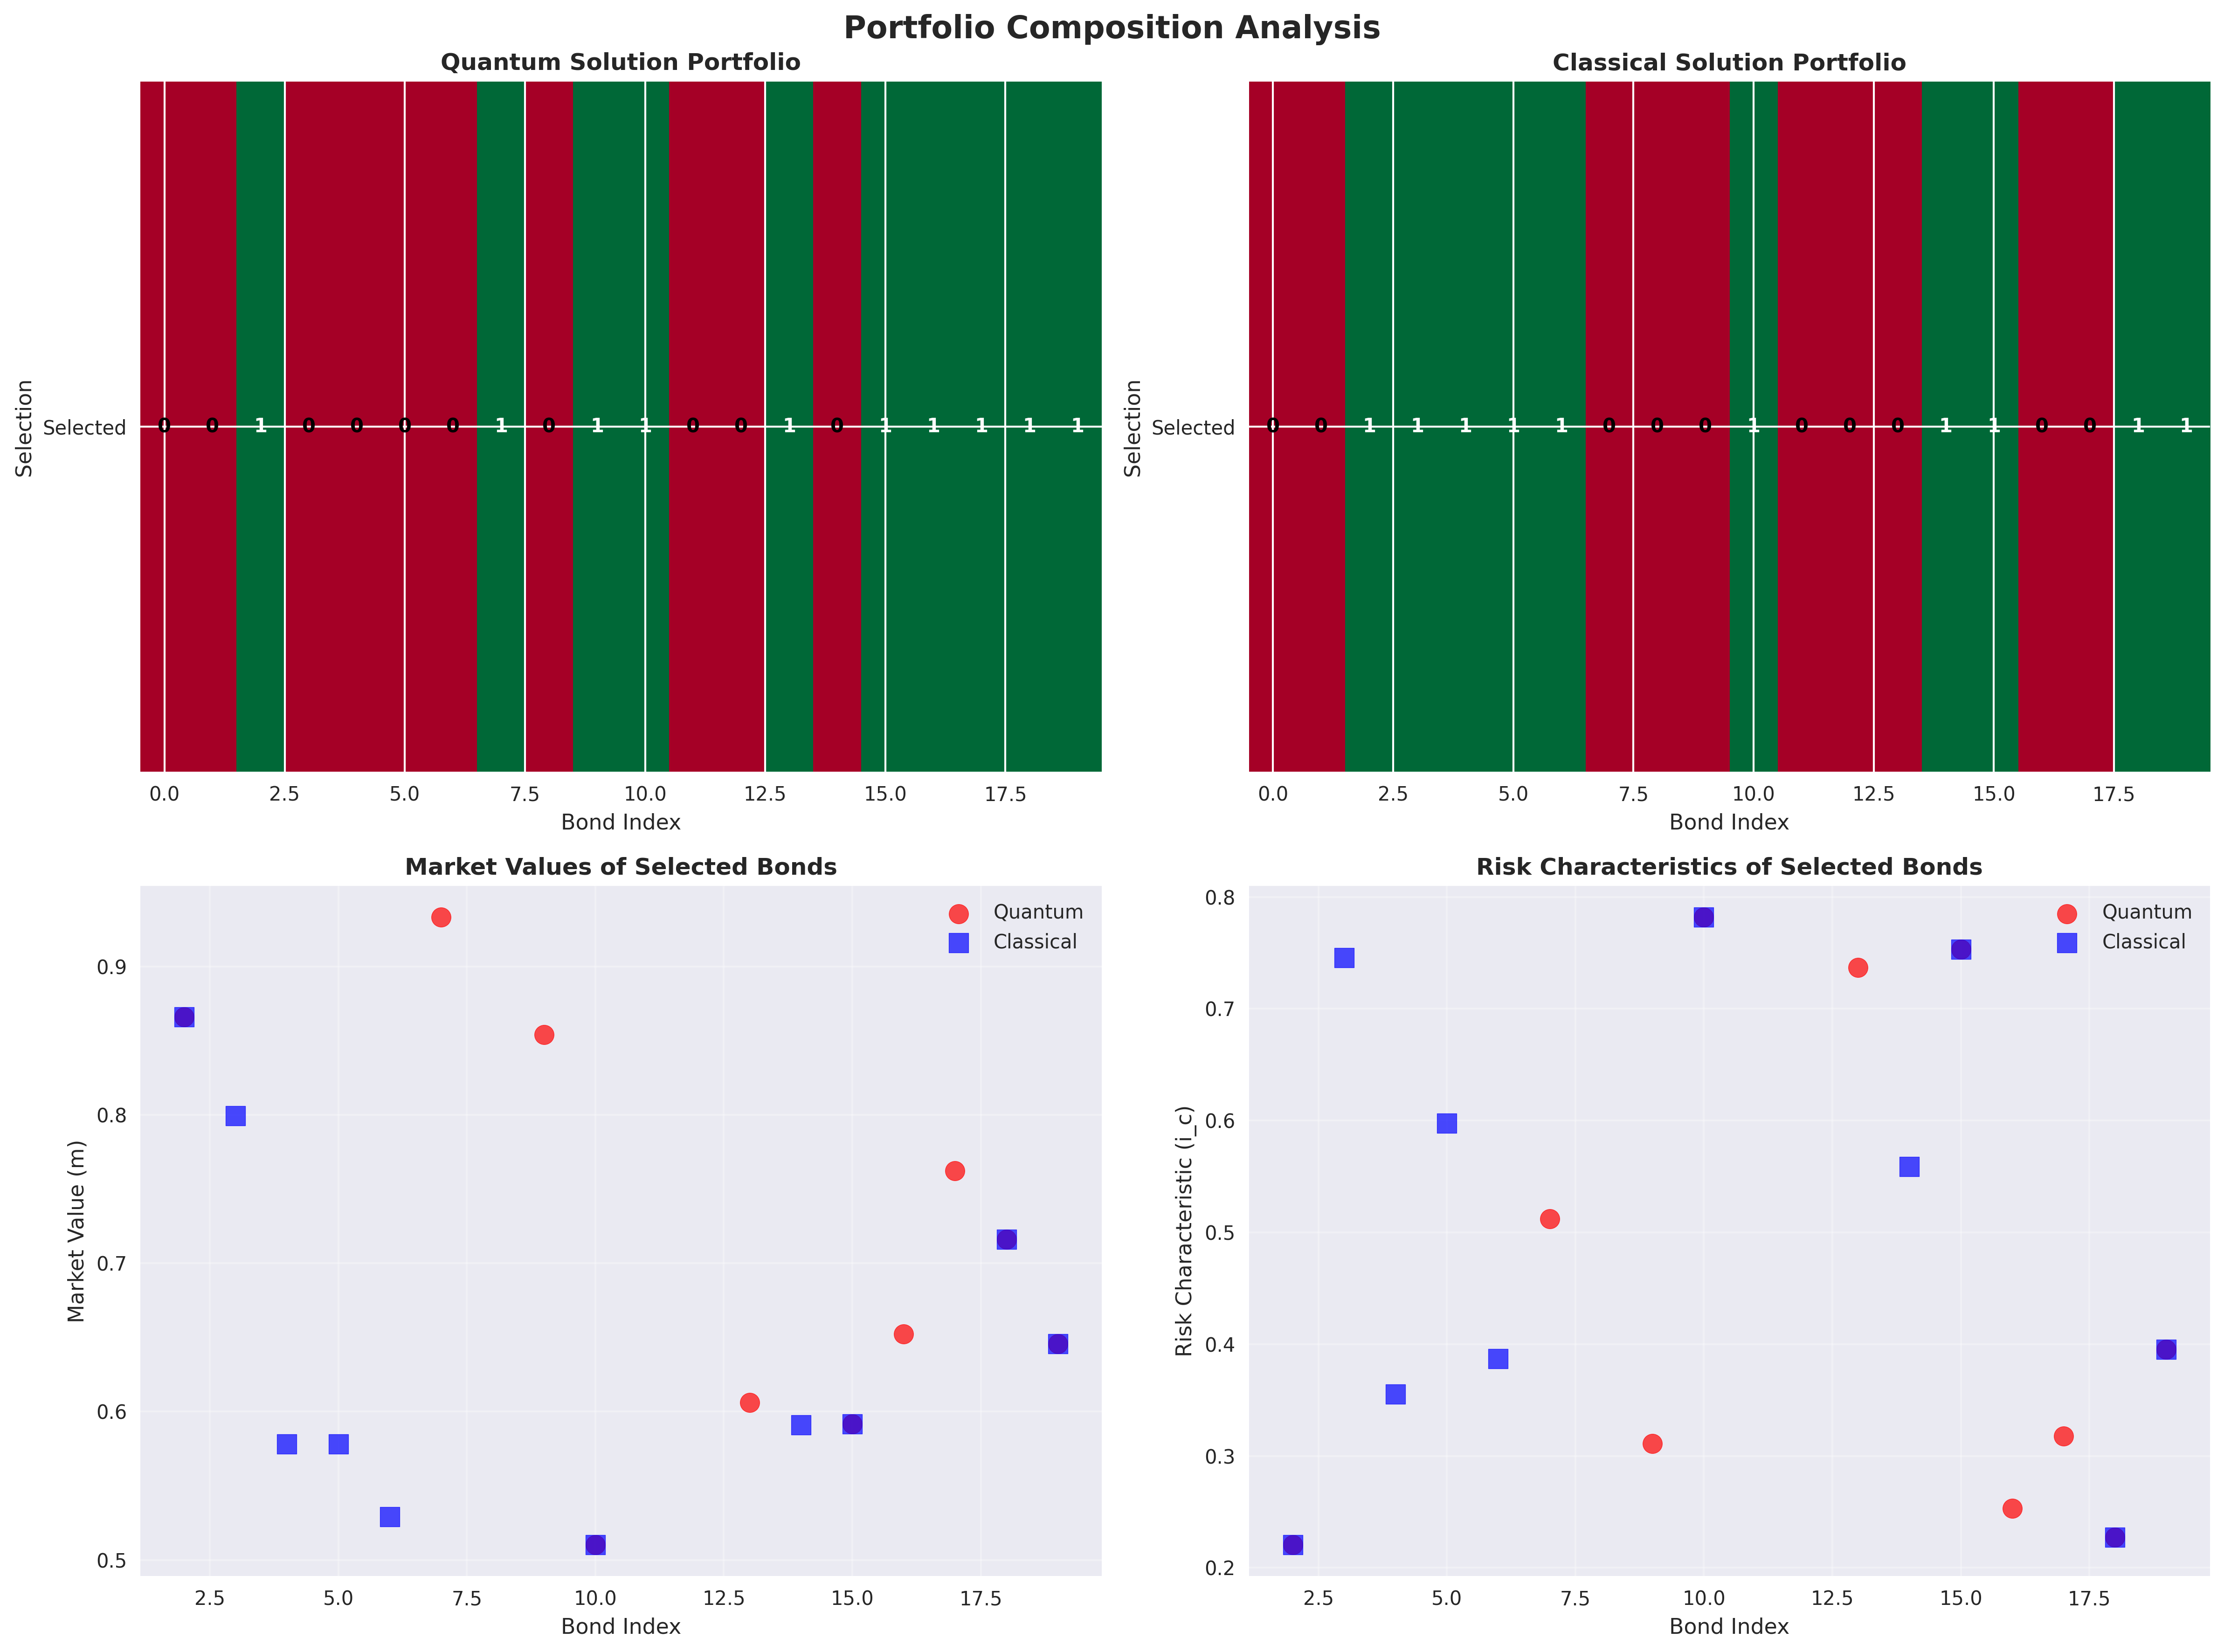 Portfolio Composition Analysis
Quantum Solution Portfolio
Selection
Selected
0 0 1 0 0 0 0 1 0 1 1 0 0 1 0 1 1 1 1 1
0.0 2.5 5.0 7.5 10.0 12.5 15.0 17.5
Bond Index
Classical Solution Portfolio
Selection
Selected
0 0 1 1 1 1 1 0 0 0 1 0 0 0 1 1 0 0 1 1
0.0 2.5 5.0 7.5 10.0 12.5 15.0 17.5
Bond Index
Market Values of Selected Bonds
Quantum
Classical
Market Value (m)
0.9
0.8
0.7
0.6
0.5
2.5 5.0 7.5 10.0 12.5 15.0 17.5
Bond Index
Risk Characteristics of Selected Bonds
Quantum
Classical
Risk Characteristic (i_c)
0.8
0.7
0.6
0.5
0.4
0.3
0.2
2.5 5.0 7.5 10.0 12.5 15.0 17.5
Bond Index